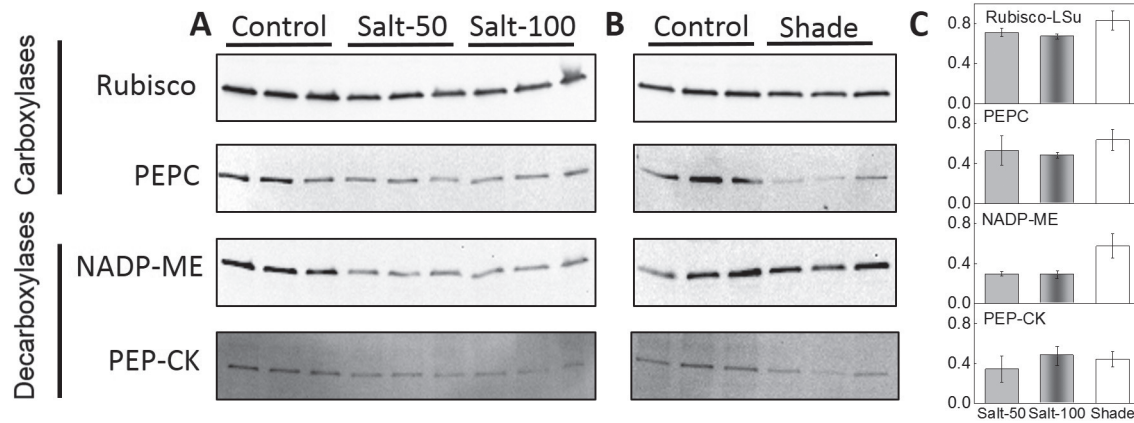 A
Control
Salt-50
Salt-100
B
Control
Shade
C
Carboxylases
Rubisco
PEPC
Decarboxylases
NADP-ME
PEP-CK
Rubisco-LSu
0.8
0.4
0.0
PEPC
0.8
0.4
0.0
NADP-ME
0.8
0.4
0.0
PEP-CK
0.8
0.4
0.0
Salt-50 Salt-100 Shade